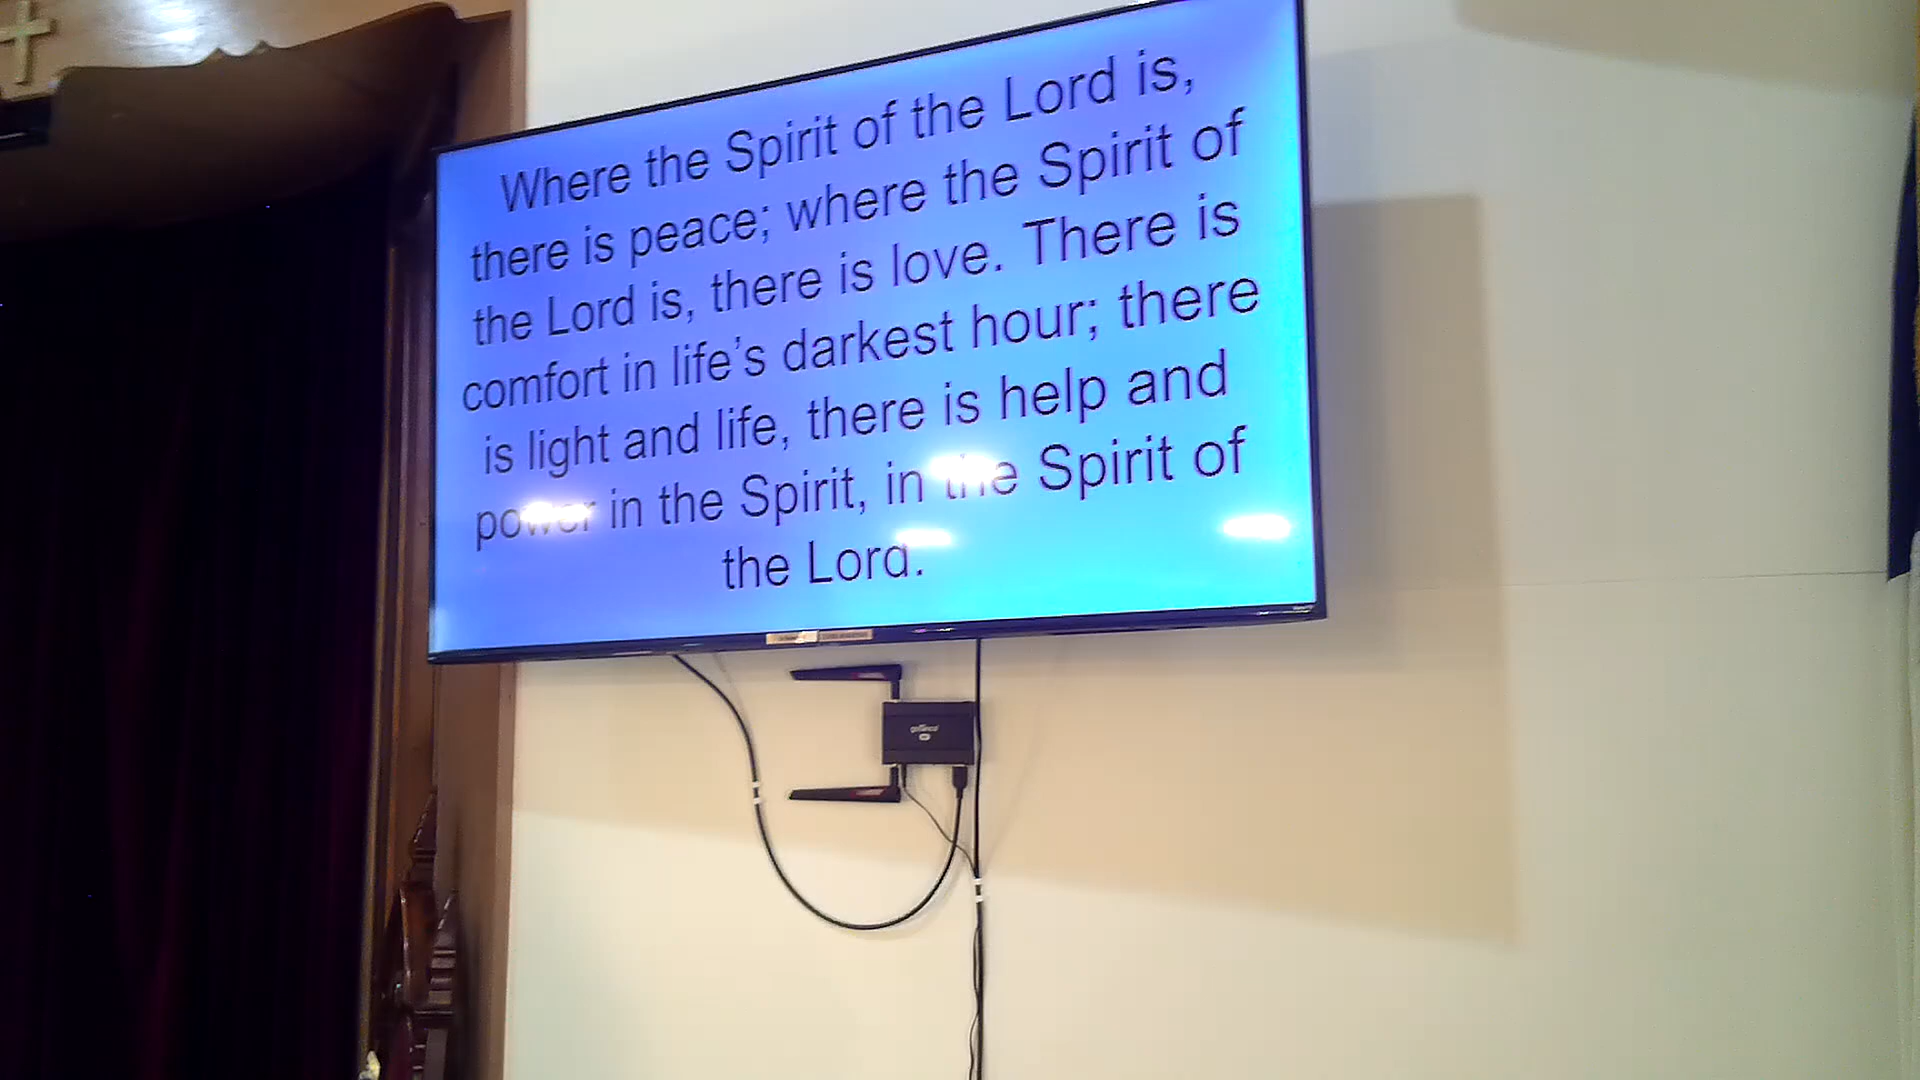 Where the Spirit of the Lord is,
there is peace; where the Spirit of
the Lord is, there is love. There is
comfort in life’s darkest hour; there
is light and life, there is help and
power in the Spirit, in the Spirit of
the Lord.